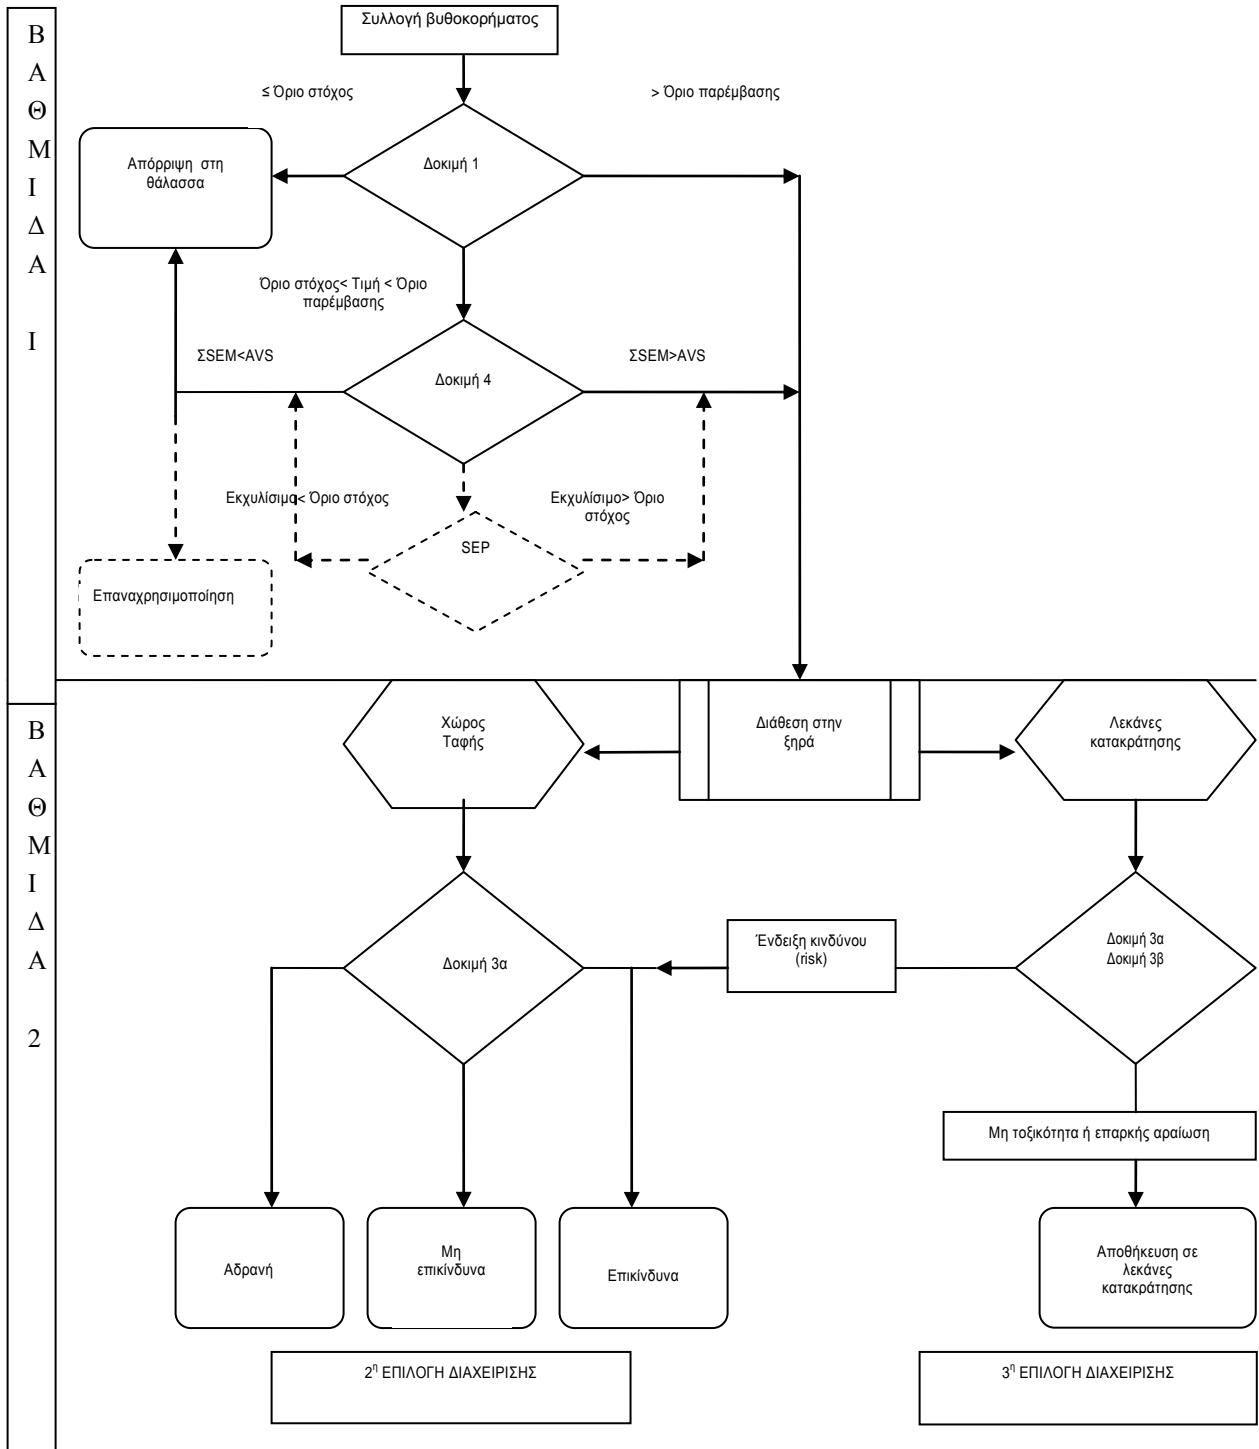 Β
Α
Θ
Μ
Ι
Δ
Α
Ι
Συλλογή βυθοκορήματος
≤ Όριο στόχος
> Όριο παρέμβασης
Απόρριψη στη
θάλασσα
Δοκιμή 1
Όριο στόχος< Τιμή < Όριο
παρέμβασης
ΣSEM<AVS
Δοκιμή 4
ΣSEM>AVS
Εκχυλίσιμο< Όριο στόχος
Εκχυλίσιμο> Όριο
στόχος
SEP
Επαναχρησιμοποίηση
Β
Α
Θ
Μ
Ι
Δ
Α
2
Χώρος
Ταφής
Διάθεση στην
ξηρά
Λεκάνες
κατακράτησης
Δοκιμή 3α
Ένδειξη κινδύνου
(risk)
Δοκιμή 3α
Δοκιμή 3β
Μη τοξικότητα ή επαρκής αραίωση
Αδρανή
Μη
επικίνδυνα
Επικίνδυνα
Αποθήκευση σε
λεκάνες
κατακράτησης
2η ΕΠΙΛΟΓΗ ΔΙΑΧΕΙΡΙΣΗΣ
3η ΕΠΙΛΟΓΗ ΔΙΑΧΕΙΡΙΣΗΣ